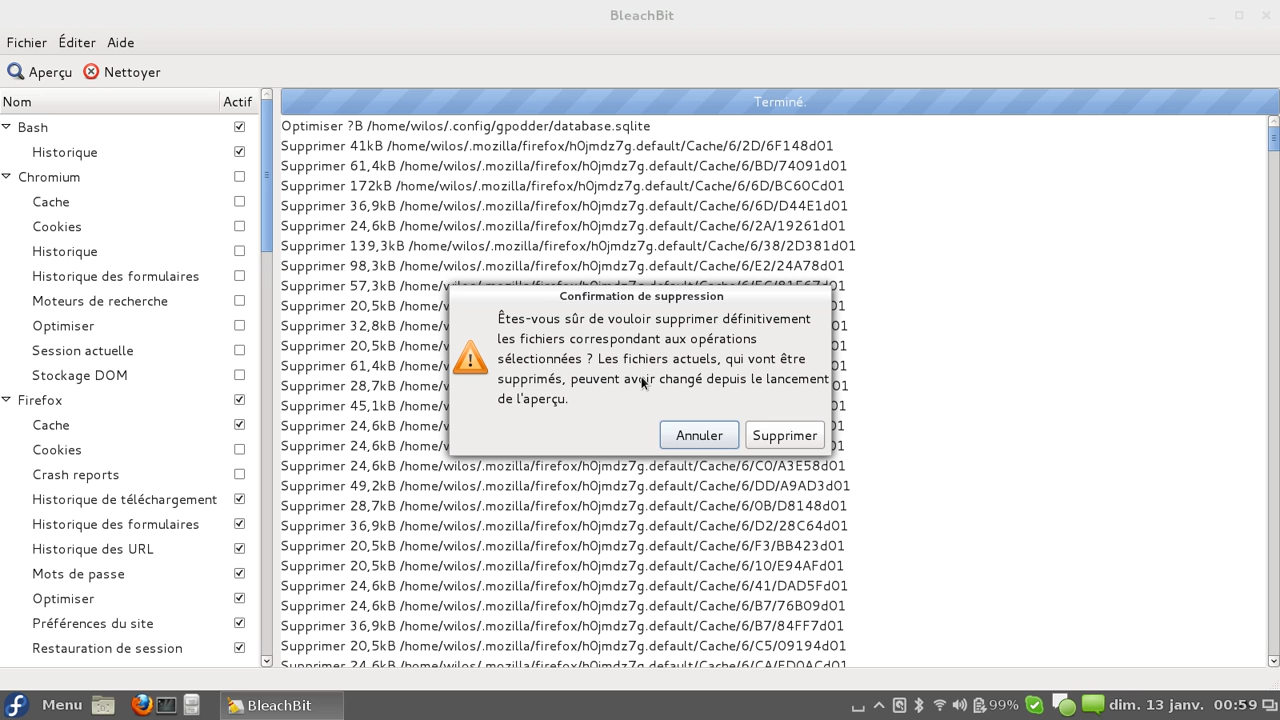 BleachBit
Fichier Éditer Aide
Aperçu Nettoyer
Nom Actif
Bash
Historique
Chromium
Cache
Cookies
Historique
Historique des formulaires
Moteurs de recherche
Optimiser
Session actuelle
Stockage DOM
Firefox
Cache
Cookies
Crash reports
Historique de téléchargement
Historique des formulaires
Historique des URL
Mots de passe
Optimiser
Préférences du site
Restauration de session
Terminé.
Optimiser ?B /home/wilos/.config/gpodder/database.sqlite
Supprimer 41kB /home/wilos/.mozilla/firefox/h0jmdz7g.default/Cache/6/2D/6F148d01
Supprimer 61,4kB /home/wilos/.mozilla/firefox/h0jmdz7g.default/Cache/6/BD/74091d01
Supprimer 172kB /home/wilos/.mozilla/firefox/h0jmdz7g.default/Cache/6/6D/BC60Cd01
Supprimer 36,9kB /home/wilos/.mozilla/firefox/h0jmdz7g.default/Cache/6/6D/D44E1d01
Supprimer 24,6kB /home/wilos/.mozilla/firefox/h0jmdz7g.default/Cache/6/2A/19261d01
Supprimer 139,3kB /home/wilos/.mozilla/firefox/h0jmdz7g.default/Cache/6/38/2D381d01
Supprimer 98,3kB /home/wilos/.mozilla/firefox/h0jmdz7g.default/Cache/6/E2/24A78d01
Supprimer 57,3kB
Supprimer 20,5kB
Supprimer 32,8kB
Supprimer 20,5kB
Supprimer 61,4kB
Supprimer 28,7kB
Supprimer 45,1kB
Supprimer 24,6kB
Supprimer 24,6kB
Supprimer 24,6kB /home/wilos/.mozilla/firefox/h0jmdz7g.default/Cache/6/C0/A3E58d01
Supprimer 49,2kB /home/wilos/.mozilla/firefox/h0jmdz7g.default/Cache/6/DD/A9AD3d01
Supprimer 28,7kB /home/wilos/.mozilla/firefox/h0jmdz7g.default/Cache/6/0B/D8148d01
Supprimer 36,9kB /home/wilos/.mozilla/firefox/h0jmdz7g.default/Cache/6/D2/28C64d01
Supprimer 20,5kB /home/wilos/.mozilla/firefox/h0jmdz7g.default/Cache/6/F3/BB423d01
Supprimer 20,5kB /home/wilos/.mozilla/firefox/h0jmdz7g.default/Cache/6/10/E94AFd01
Supprimer 24,6kB /home/wilos/.mozilla/firefox/h0jmdz7g.default/Cache/6/41/DAD5Fd01
Supprimer 24,6kB /home/wilos/.mozilla/firefox/h0jmdz7g.default/Cache/6/B7/76B09d01
Supprimer 36,9kB /home/wilos/.mozilla/firefox/h0jmdz7g.default/Cache/6/B7/84FF7d01
Supprimer 20,5kB /home/wilos/.mozilla/firefox/h0jmdz7g.default/Cache/6/C5/09194d01
Supprimer 24,6kB /home/wilos/.mozilla/firefox/h0jmdz7g.default/Cache/6/CA/FD0ACd01
Confirmation de suppression
Êtes-vous sûr de vouloir supprimer définitivement
les fichiers correspondant aux opérations
sélectionnées ? Les fichiers actuels, qui vont être
supprimés, peuvent avoir changé depuis le lancement
de l'aperçu.
Annuler Supprimer
Menu BleachBit 99% dim. 13 janv. 00:59